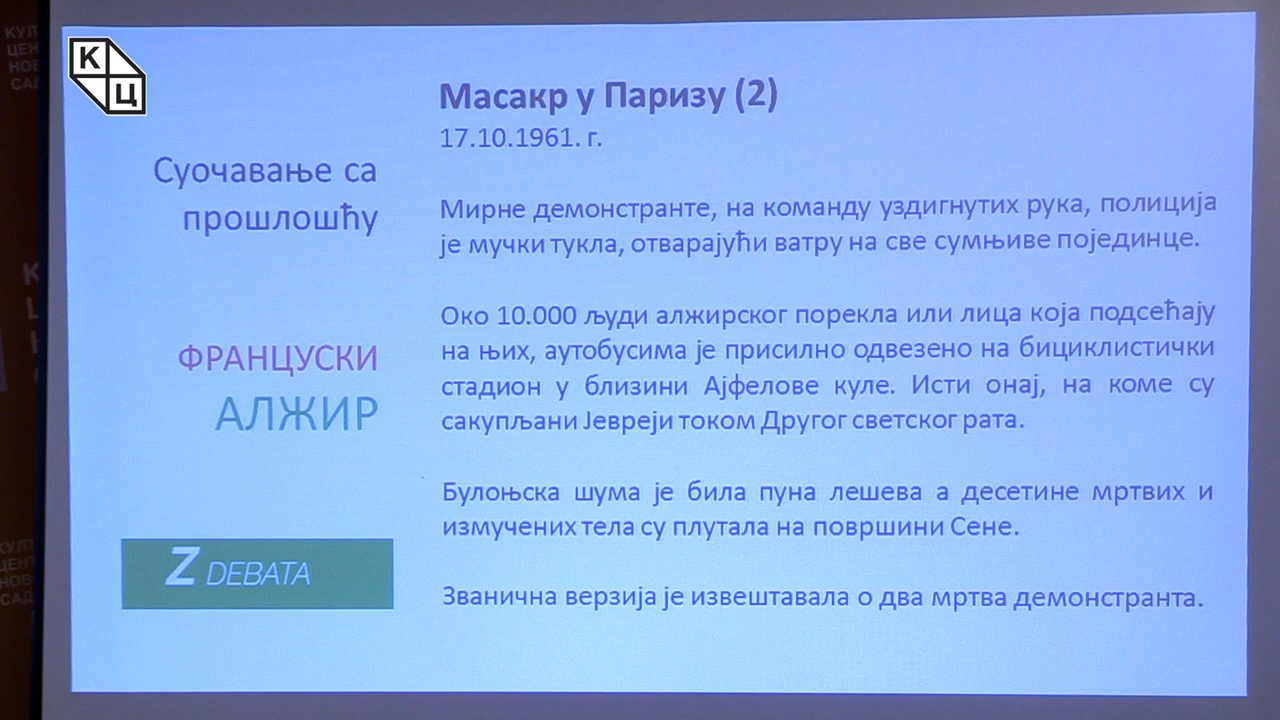 К
Ц
Масакр у Паризу (2)
17.10.1961. г.
Суочавање са
прошлошћу
Мирне демонстранте, на команду уздигнутих рука, полиција
је мучки тукла, отварајући ватру на све сумњиве појединце.
Око 10.000 људи алжирског порекла или лица која подсећају
на њих, аутобусима је присилно одвезено на бициклистички
стадион у близини Ајфелове куле. Исти онај, на коме су
сакупљани Јевреји током Другог светског рата.
ФРАНЦУСКИ
АЛЖИР
Булоњска шума је била пуна лешева а десетине мртвих и
измучених тела су плутала на површини Сене.
Z DEBATA
Званична верзија је извештавала о два мртва демонстранта.